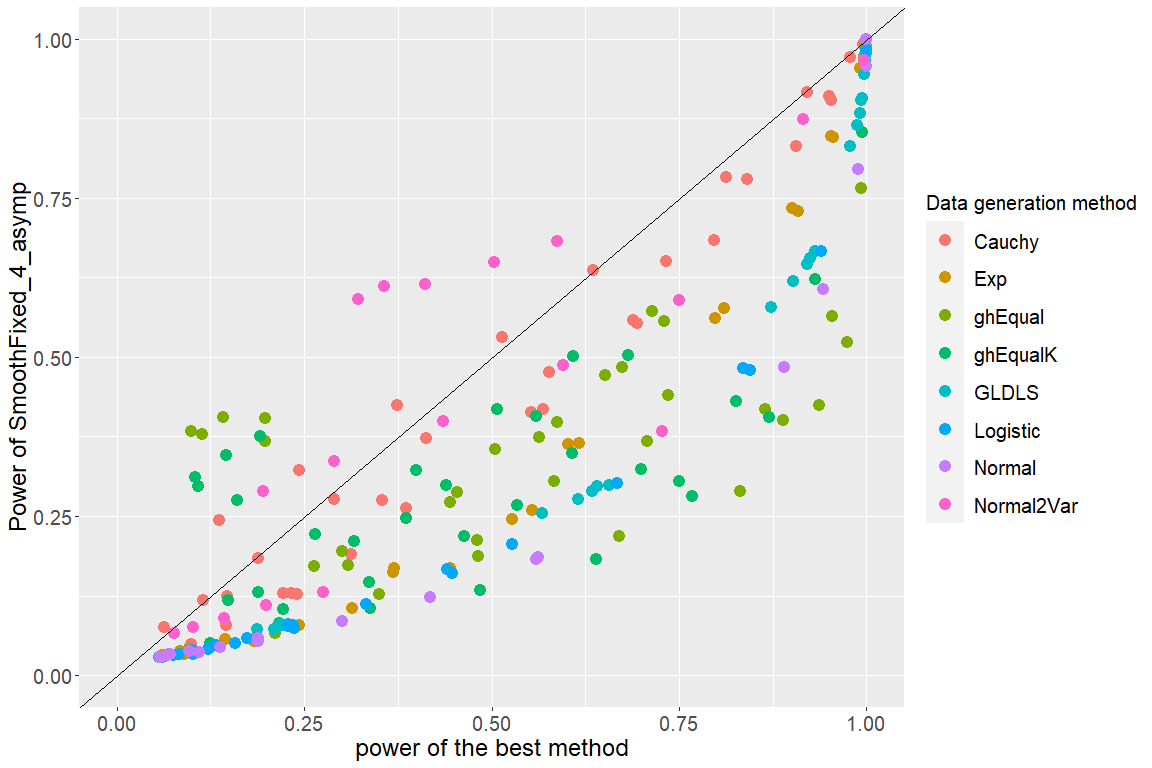 Power of SmoothFixed_4_asymp
1.00
0.75
0.50
0.25
0.00
0.00 0.25 0.50 0.75 1.00
power of the best method
Data generation method
Cauchy
Exp
ghEqual
ghEqualK
GLDLS
Logistic
Normal
Normal2Var